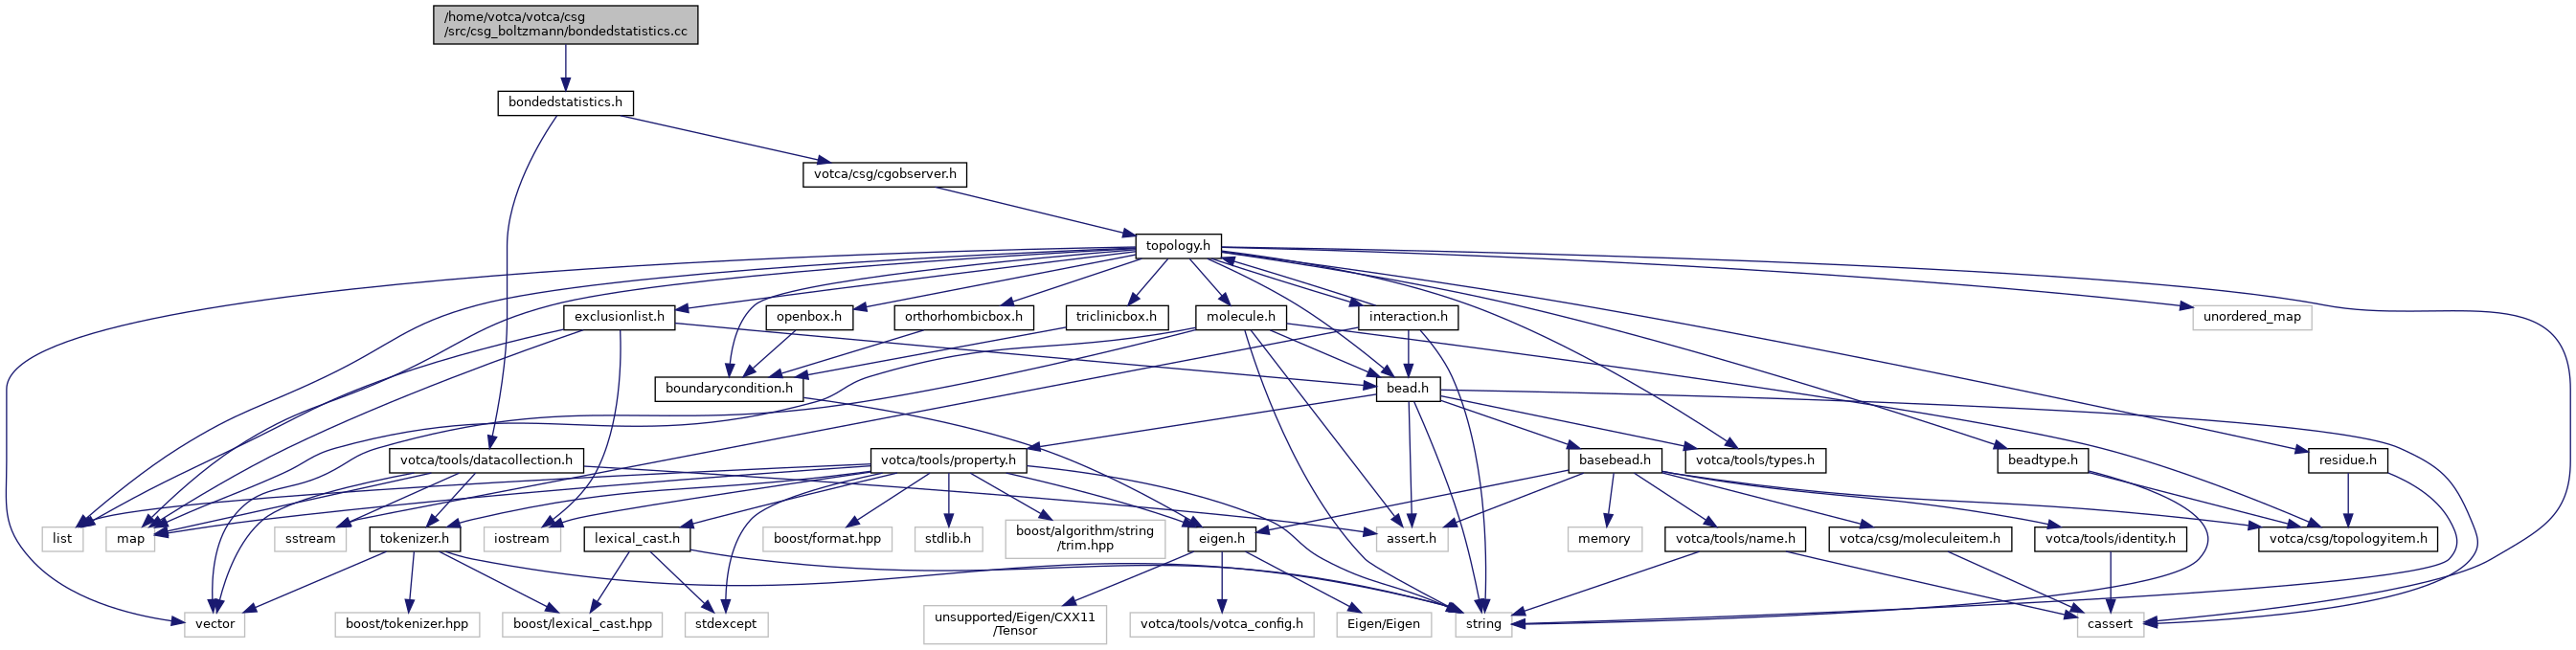 /home/votca/votca/csg
/src/csg_boltzmann/bondedstatistics.cc
bondedstatistics.h
votca/csg/cgobserver.h
topology.h
exclusionlist.h
openbox.h
orthorhombicbox.h
triclinicbox.h
molecule.h
interaction.h
unordered_map
boundarycondition.h
bead.h
votca/tools/datacollection.h
votca/tools/property.h
basebead.h
votca/tools/types.h
beadtype.h
residue.h
list
map
sstream
tokenizer.h
iostream
lexical_cast.h
boost/format.hpp
stdlib.h
boost/algorithm/string
/trim.hpp
eigen.h
assert.h
memory
votca/tools/name.h
votca/csg/moleculeitem.h
votca/tools/identity.h
votca/csg/topologyitem.h
vector
boost/tokenizer.hpp
boost/lexical_cast.hpp
stdexcept
unsupported/Eigen/CXX11
/Tensor
votca/tools/votca_config.h
Eigen/Eigen
string
cassert